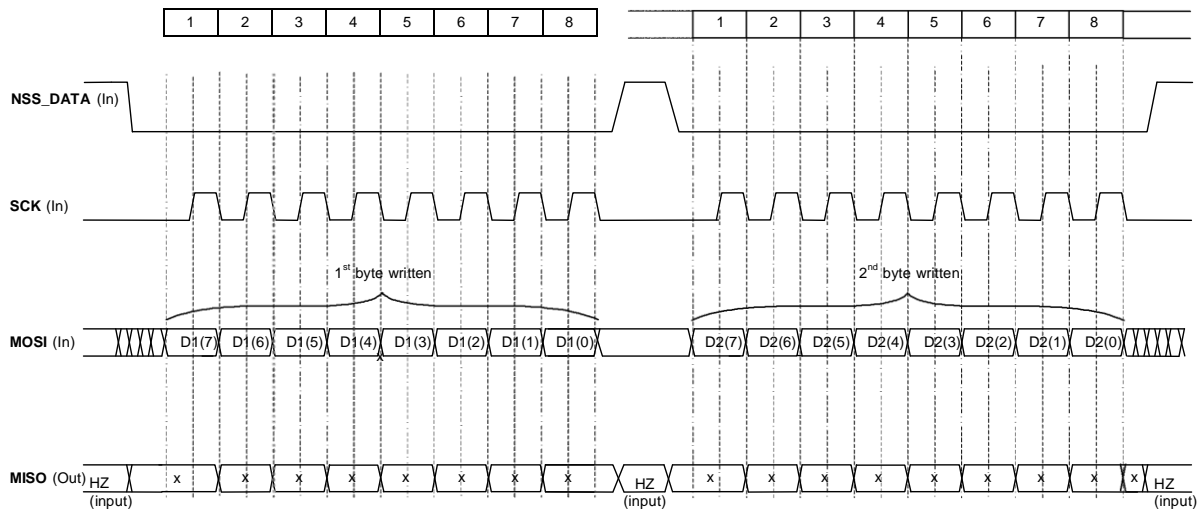 1 2 3 4 5 6 7 8 1 2 3 4 5 6 7 8
NSS_DATA (In)
SCK (In)
1st byte written 2nd byte written
MOSI (In) D1(7) D1(6) D1(5) D1(4) D1(3) D1(2) D1(1) D1(0) D2(7) D2(6) D2(5) D2(4) D2(3) D2(2) D2(1) D2(0)
x
MISO (Out) HZ x x x x x x x x HZ x x x x x x x x x HZ
(input) (input) (input)